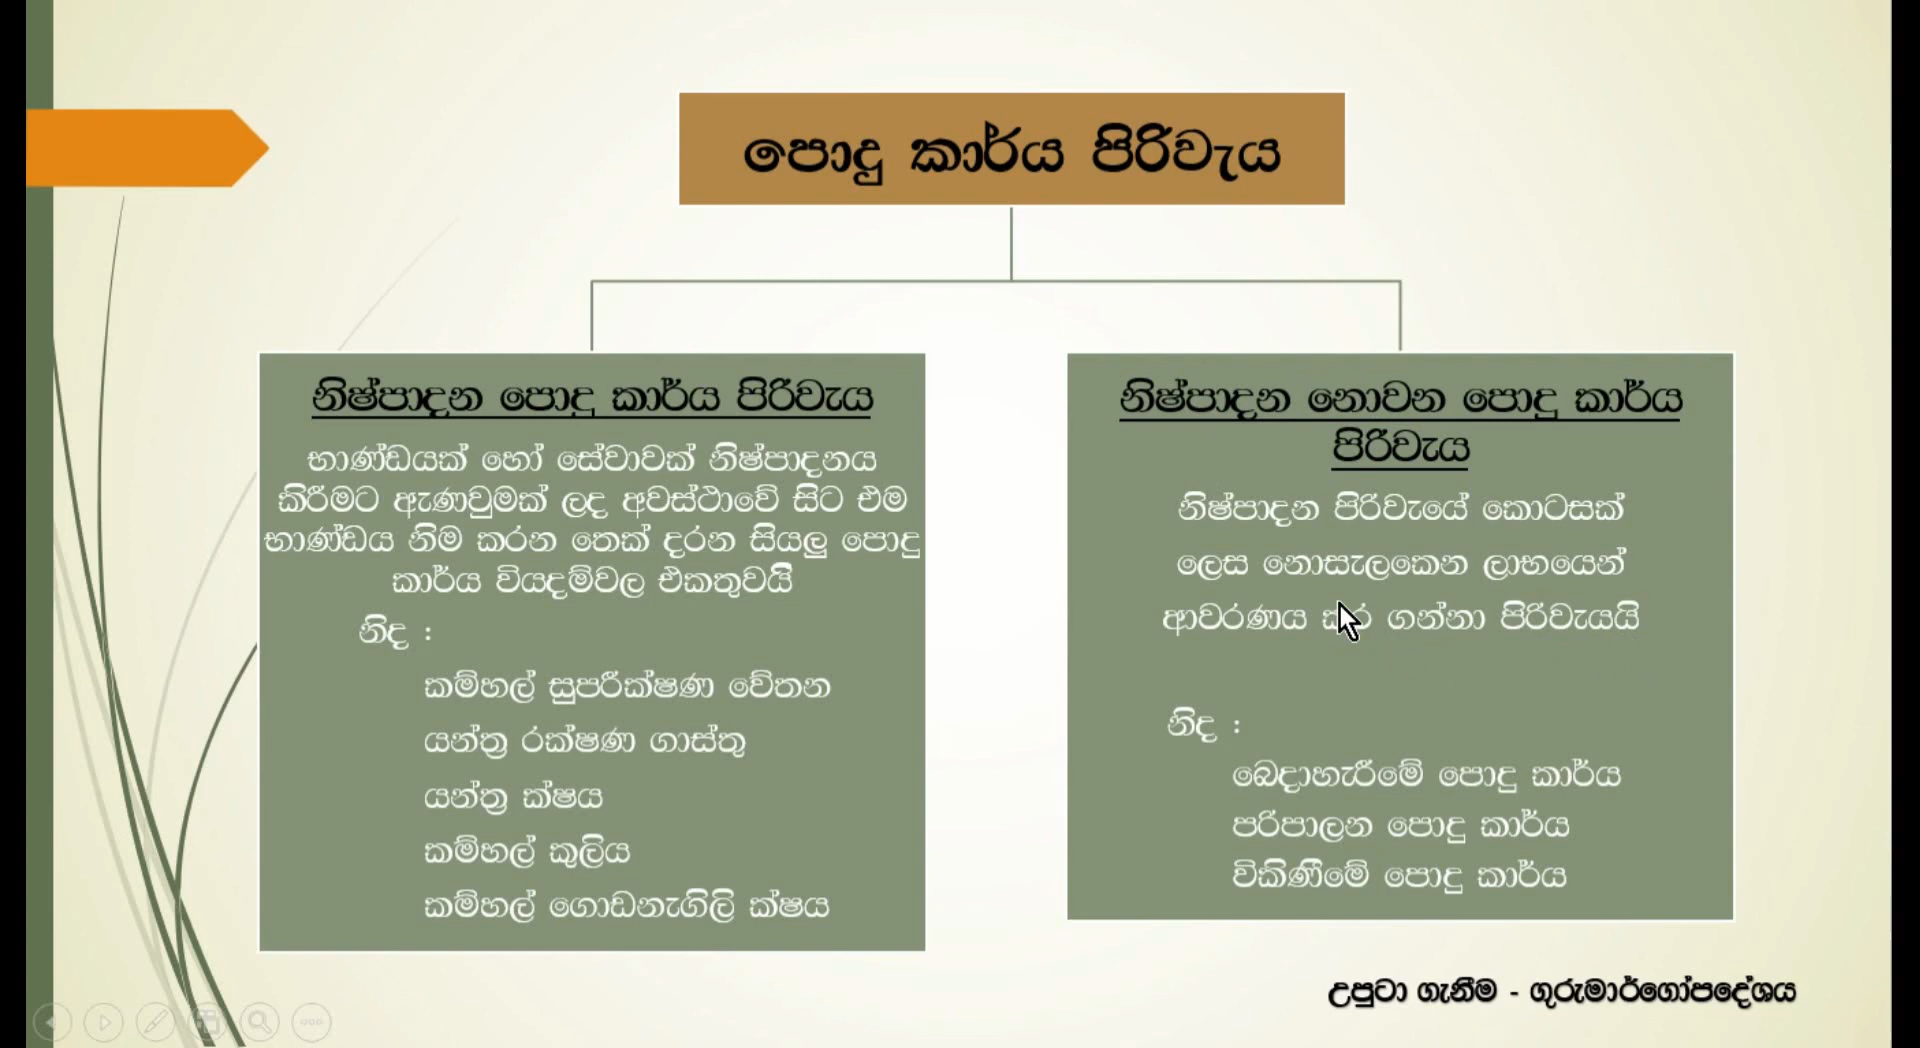 පොදු කාර්ය පිරිවැය
නිෂ්පාදන පොදු කාර්ය පිරිවැය
භාණ්ඩයක් හෝ සේවාවක් නිෂ්පාදනය
කිරීමට ඇණවුමක් ලද අවස්ථාවේ සිට එම
භාණ්ඩය නිම කරන තෙක් දරන සියලු පොදු
කාර්ය වියදම්වල එකතුවයි
නිද :
කම්හල් සුපරීක්ෂණ වේතන
යන්ත්‍ර රක්ෂණ ගාස්තු
යන්ත්‍ර ක්ෂය
කම්හල් කුලිය
කම්හල් ගොඩනැගිලි ක්ෂය
නිෂ්පාදන නොවන පොදු කාර්ය
පිරිවැය
නිෂ්පාදන පිරිවැයේ කොටසක්
ලෙස නොසැලකෙන ලාභයෙන්
ආවරණය කර ගන්නා පිරිවැයයි
නිද :
බෙදාහැරීමේ පොදු කාර්ය
පරිපාලන පොදු කාර්ය
විකිණීමේ පොදු කාර්ය
උපුටා ගැනීම - ගුරුමාර්ගෝපදේශය